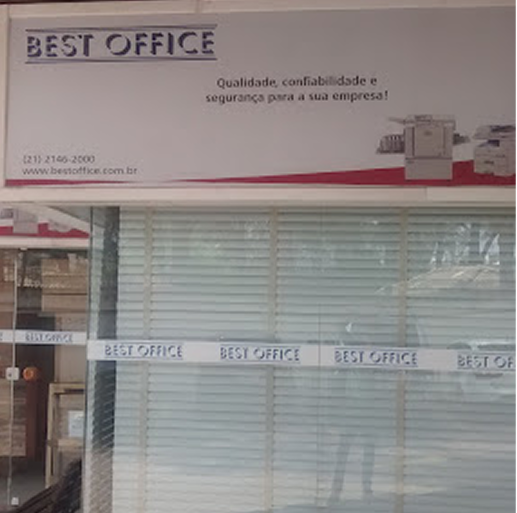 BEST OFFICE
Qualidade, confiabilidade e
segurança para a sua empresa!
(21) 2146-2000
www.bestoffice.com.br
BEST OFFICE BEST OFFICE BEST OFFICE BEST OFFICE BEST OF